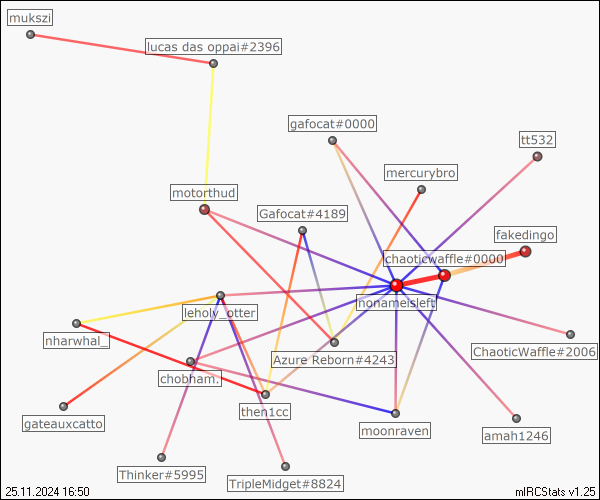 mukszi
lucas das oppai#2396
gafocat#0000
tt532
mercurybro
motorthud
Gafocat#4189
fakedingo
chaoticwaffle#0000
nonameisleft
leholy_otter
nharwhal_
Azure Reborn#4243
ChaoticWaffle#2006
chobham.
then1cc
gateauxcatto
moonraven
amah1246
Thinker#5995
TripleMidget#8824
25.11.2024 16:50
mIRCStats v1.25